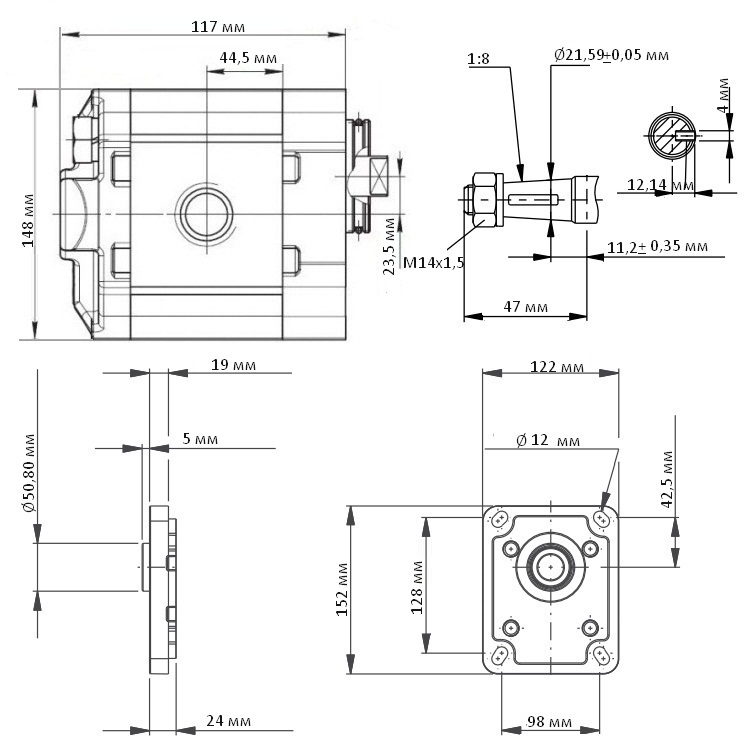 117 мм
44,5 мм
148 мм
23,5 мм
1:8
Ø21,59±0,05 мм
4 мм
12,14 мм
M14x1,5
11,2± 0,35 мм
47 мм
19 мм
5 мм
Ø50,80 мм
24 мм
122 мм
Ø 12 мм
42,5 мм
152 мм
128 мм
98 мм